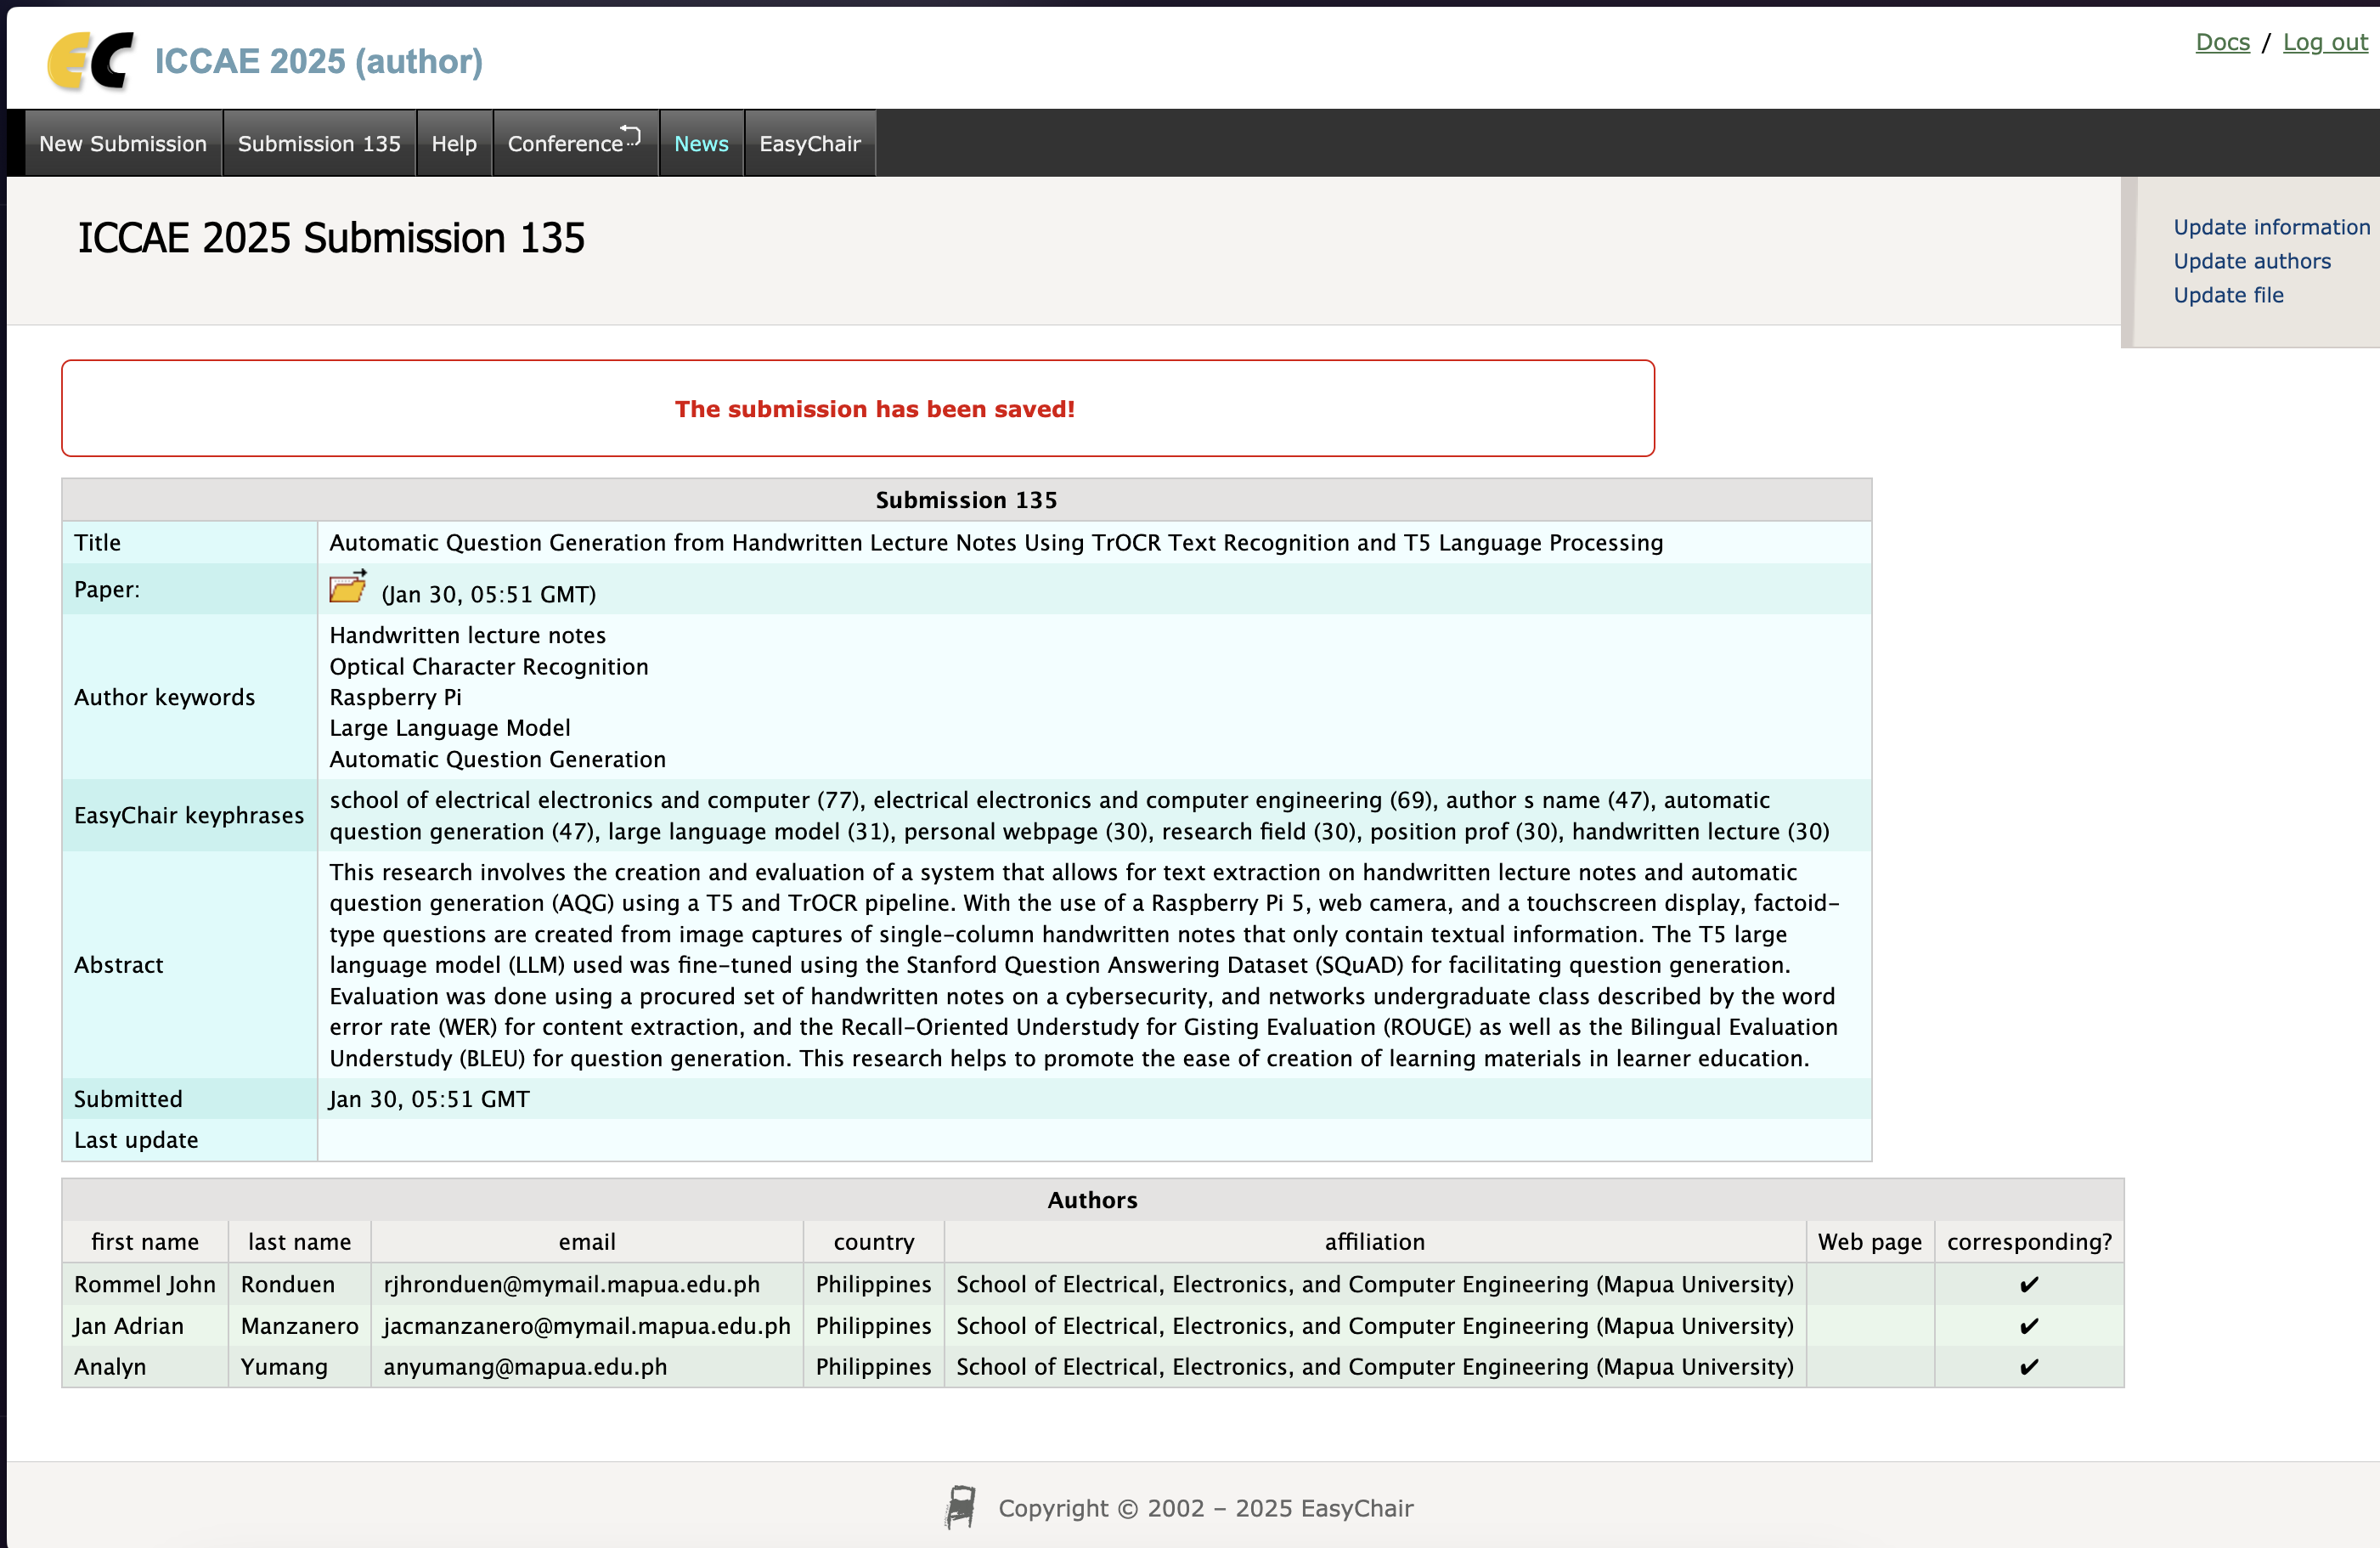 EC ICCAE 2025 (author)
Docs / Log out
New Submission Submission 135 Help Conference News EasyChair
ICCAE 2025 Submission 135
Update information
Update authors
Update file
The submission has been saved!
Submission 135
Title Automatic Question Generation from Handwritten Lecture Notes Using TrOCR Text Recognition and T5 Language Processing
Paper: (Jan 30, 05:51 GMT)
Author keywords
Handwritten lecture notes
Optical Character Recognition
Raspberry Pi
Large Language Model
Automatic Question Generation
EasyChair keyphrases
school of electrical electronics and computer (77), electrical electronics and computer engineering (69), author s name (47), automatic
question generation (47), large language model (31), personal webpage (30), research field (30), position prof (30), handwritten lecture (30)
Abstract
This research involves the creation and evaluation of a system that allows for text extraction on handwritten lecture notes and automatic
question generation (AQG) using a T5 and TrOCR pipeline. With the use of a Raspberry Pi 5, web camera, and a touchscreen display, factoid-
type questions are created from image captures of single-column handwritten notes that only contain textual information. The T5 large
language model (LLM) used was fine-tuned using the Stanford Question Answering Dataset (SQuAD) for facilitating question generation.
Evaluation was done using a procured set of handwritten notes on a cybersecurity, and networks undergraduate class described by the word
error rate (WER) for content extraction, and the Recall-Oriented Understudy for Gisting Evaluation (ROUGE) as well as the Bilingual Evaluation
Understudy (BLEU) for question generation. This research helps to promote the ease of creation of learning materials in learner education.
Submitted Jan 30, 05:51 GMT
Last update
Authors
first name last name email country affiliation Web page corresponding?
Rommel John Ronduen rjhronduen@mymail.mapua.edu.ph Philippines School of Electrical, Electronics, and Computer Engineering (Mapua University) ✔
Jan Adrian Manzanero jacmanzanero@mymail.mapua.edu.ph Philippines School of Electrical, Electronics, and Computer Engineering (Mapua University) ✔
Analyn Yumang anyumang@mapua.edu.ph Philippines School of Electrical, Electronics, and Computer Engineering (Mapua University) ✔
Copyright © 2002 – 2025 EasyChair